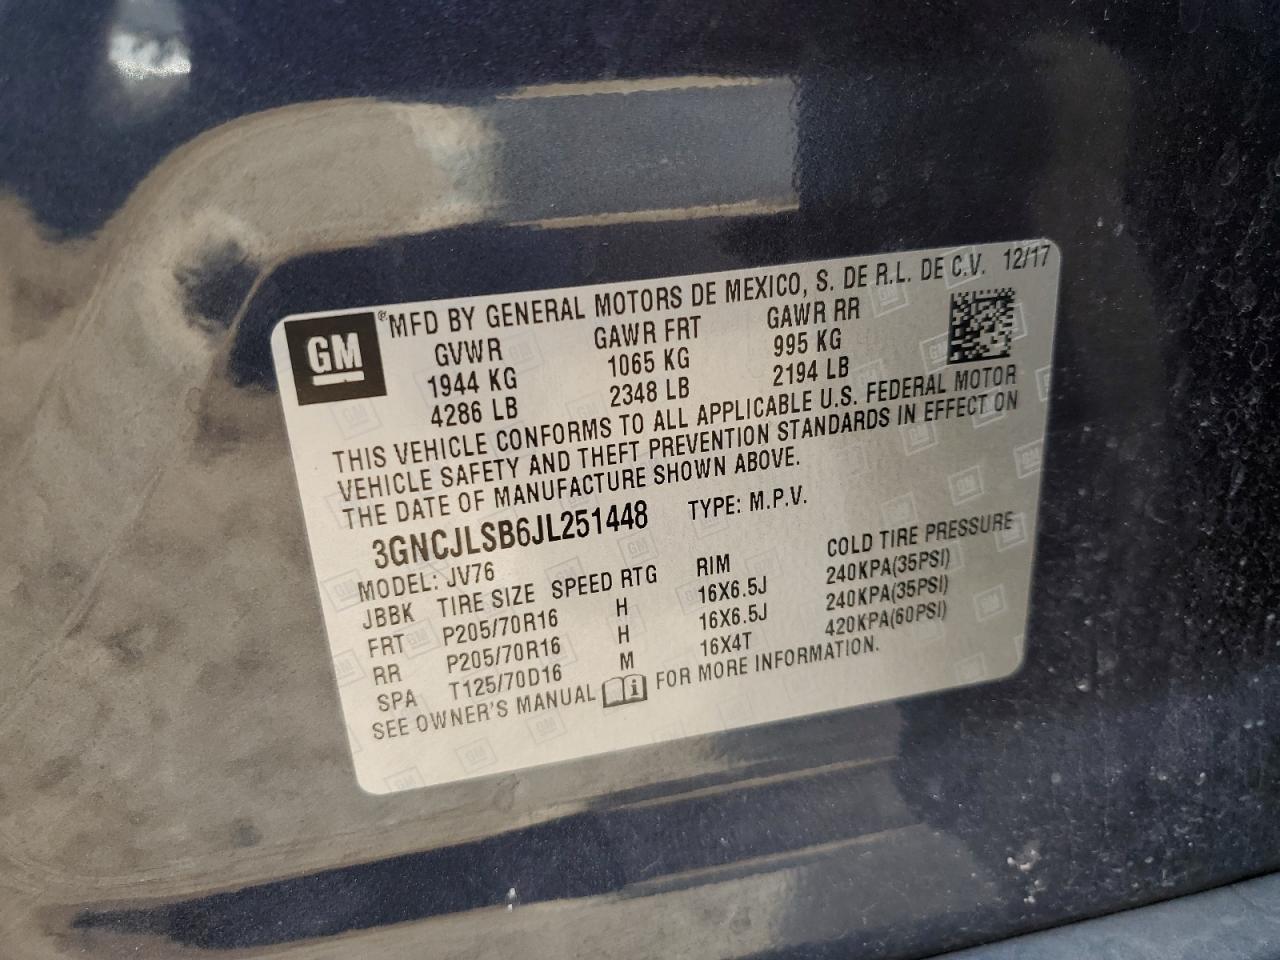 GM
®MFD BY GENERAL MOTORS DE MEXICO, S. DE R.L. DE C.V. 12/17
GVWR GAWR FRT GAWR RR
1944 KG 1065 KG 995 KG
4286 LB 2348 LB 2194 LB
THIS VEHICLE CONFORMS TO ALL APPLICABLE U.S. FEDERAL MOTOR
VEHICLE SAFETY AND THEFT PREVENTION STANDARDS IN EFFECT ON
THE DATE OF MANUFACTURE SHOWN ABOVE.
3GNCJLSB6JL251448 TYPE: M.P.V.
MODEL: JV76
JBBK TIRE SIZE SPEED RTG RIM COLD TIRE PRESSURE
FRT P205/70R16 H 16X6.5J 240KPA(35PSI)
RR P205/70R16 H 16X6.5J 240KPA(35PSI)
SPA T125/70D16 M 16X4T 420KPA(60PSI)
SEE OWNER'S MANUAL FOR MORE INFORMATION.